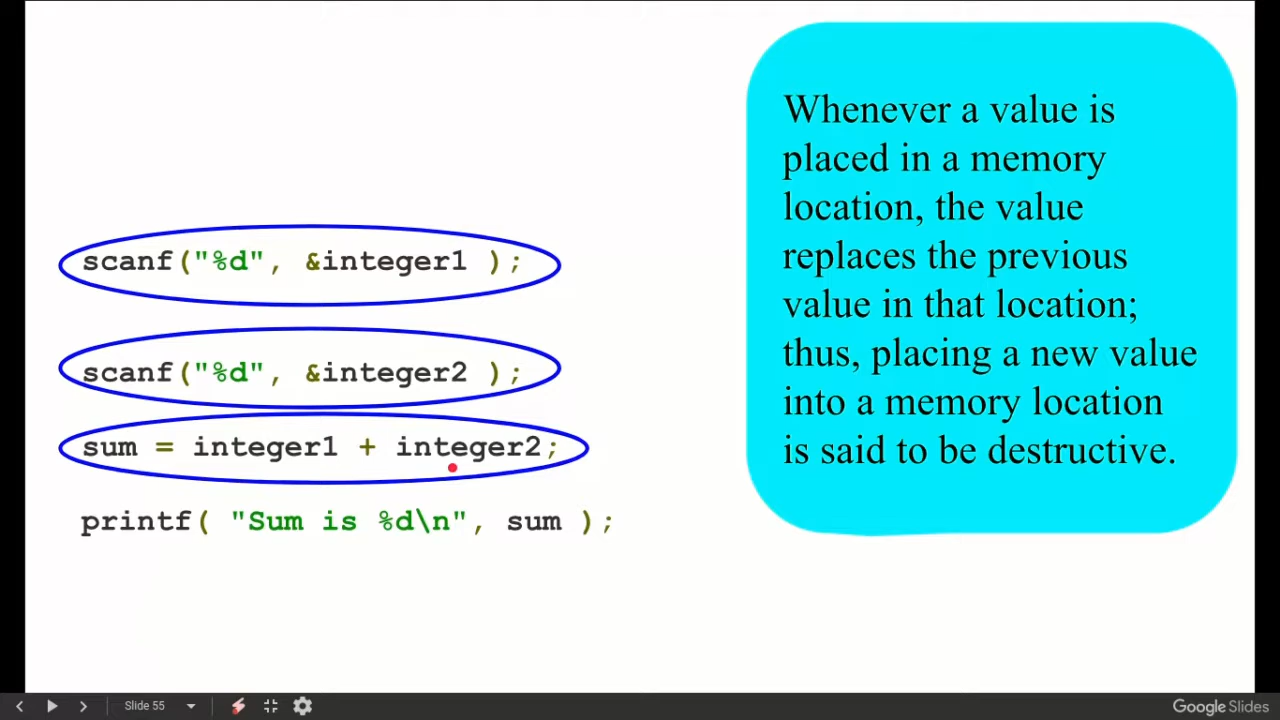 scanf("%d", &integer1 );
scanf("%d", &integer2 );
sum = integer1 + integer2;
printf( "Sum is %d\n", sum );
Whenever a value is
placed in a memory
location, the value
replaces the previous
value in that location;
thus, placing a new value
into a memory location
is said to be destructive.
Slide 55
Google Slides